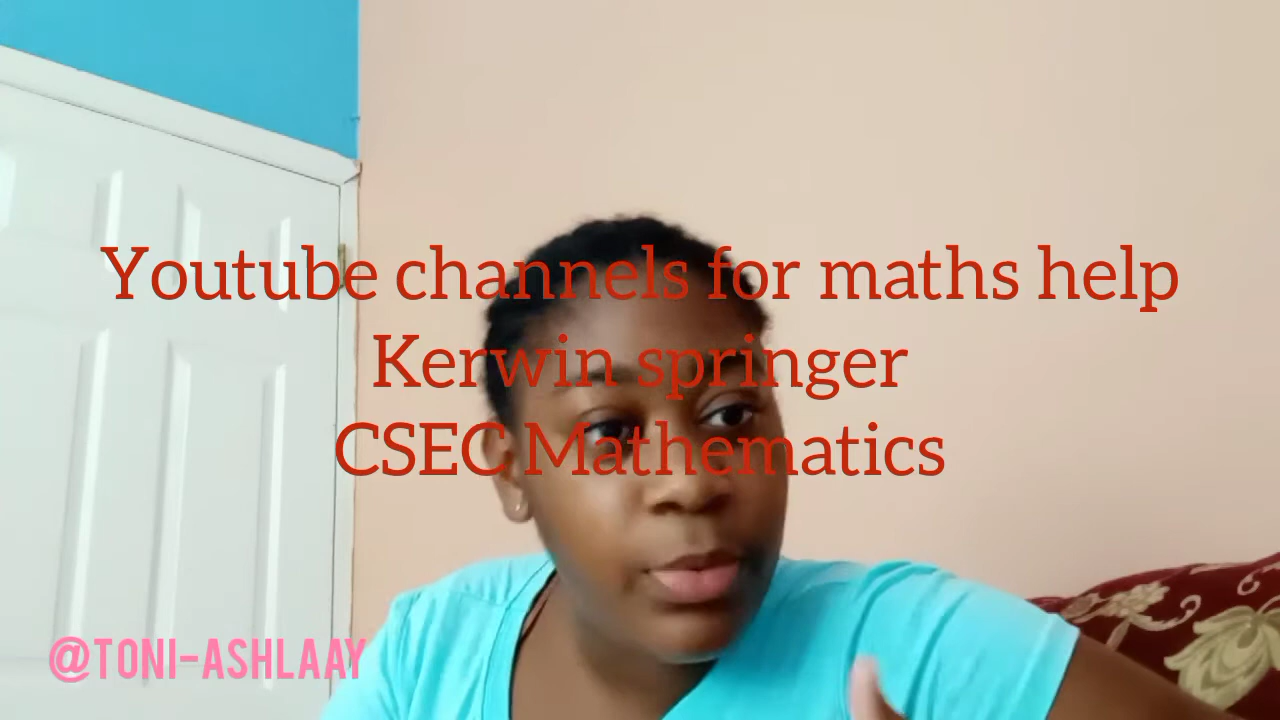 Youtube channels for maths help
Kerwin springer
CSEC Mathematics
@TONI-ASHLAAY